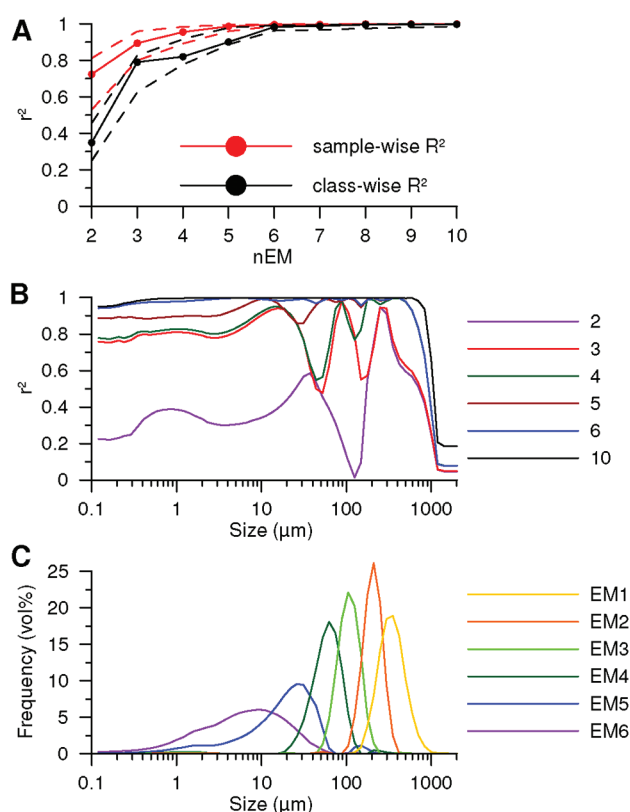 A
1
0.8
0.6
0.4
0.2
0
r²
sample-wise R²
class-wise R²
2 3 4 5 6 7 8 9 10
nEM
B
1
0.8
0.6
0.4
0.2
0
r²
2
3
4
5
6
10
0.1 1 10 100 1000
Size (µm)
C
25
20
15
10
5
0
Frequency (vol%)
EM1
EM2
EM3
EM4
EM5
EM6
0.1 1 10 100 1000
Size (µm)